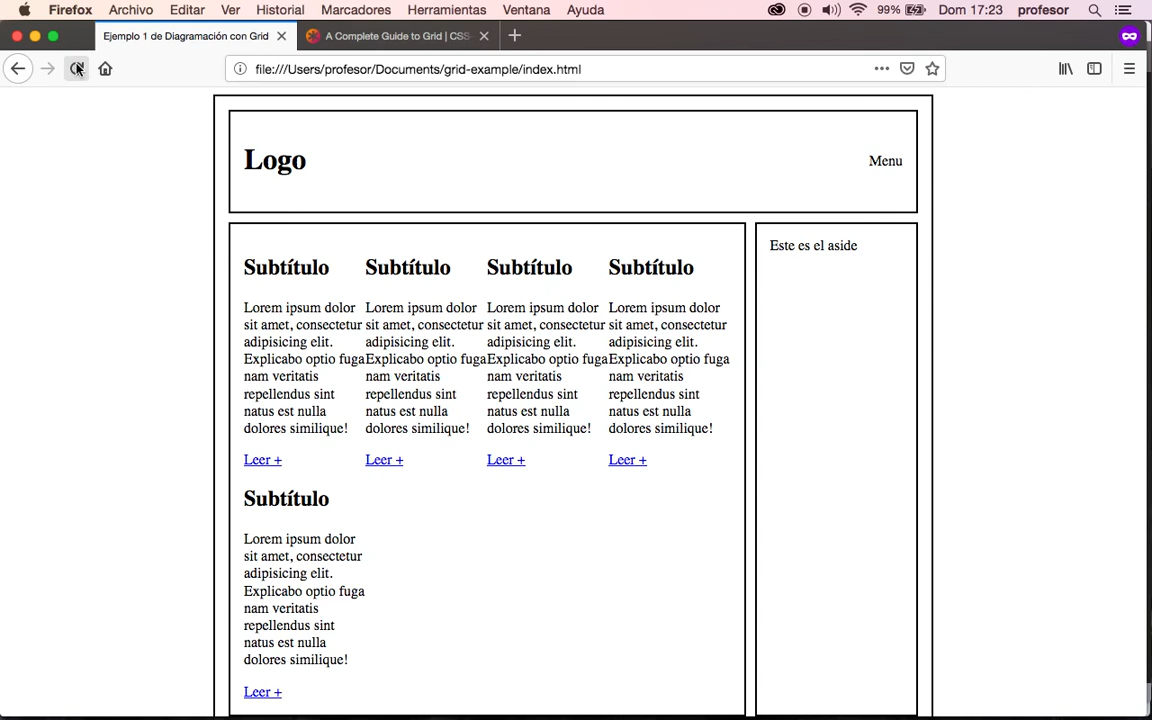 Firefox Archivo Editar Ver Historial Marcadores Herramientas Ventana Ayuda 99% Dom 17:23 profesor
Ejemplo 1 de Diagramación con Grid A Complete Guide to Grid | CSS-
file:///Users/profesor/Documents/grid-example/index.html
Logo
Menu
Este es el aside
Subtítulo
Lorem ipsum dolor
sit amet, consectetur
adipisicing elit.
Explicabo optio fuga
nam veritatis
repellendus sint
natus est nulla
dolores similique!
Leer +
Subtítulo
Lorem ipsum dolor
sit amet, consectetur
adipisicing elit.
Explicabo optio fuga
nam veritatis
repellendus sint
natus est nulla
dolores similique!
Leer +
Subtítulo
Lorem ipsum dolor
sit amet, consectetur
adipisicing elit.
Explicabo optio fuga
nam veritatis
repellendus sint
natus est nulla
dolores similique!
Leer +
Subtítulo
Lorem ipsum dolor
sit amet, consectetur
adipisicing elit.
Explicabo optio fuga
nam veritatis
repellendus sint
natus est nulla
dolores similique!
Leer +
Subtítulo
Lorem ipsum dolor
sit amet, consectetur
adipisicing elit.
Explicabo optio fuga
nam veritatis
repellendus sint
natus est nulla
dolores similique!
Leer +